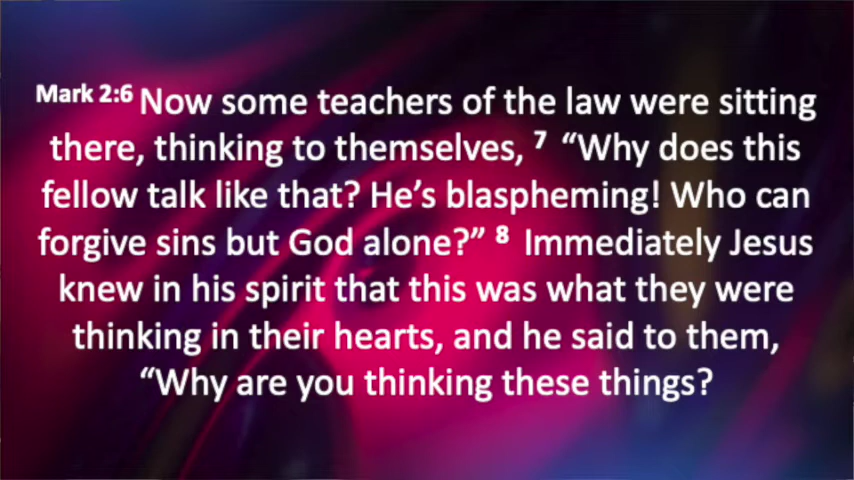 Mark 2:6 Now some teachers of the law were sitting
there, thinking to themselves, 7 “Why does this
fellow talk like that? He’s blaspheming! Who can
forgive sins but God alone?” 8 Immediately Jesus
knew in his spirit that this was what they were
thinking in their hearts, and he said to them,
“Why are you thinking these things?